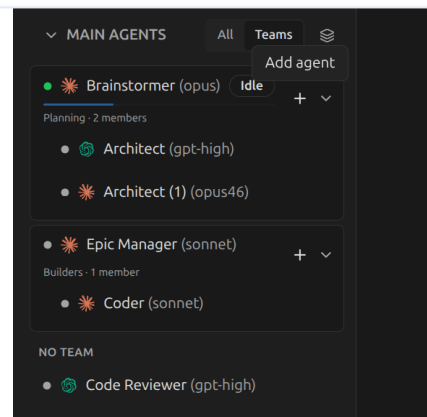 MAIN AGENTS All Teams
Add agent
Brainstormer (opus) Idle
Planning · 2 members
Architect (gpt-high)
Architect (1) (opus46)
Epic Manager (sonnet)
Builders · 1 member
Coder (sonnet)
NO TEAM
Code Reviewer (gpt-high)